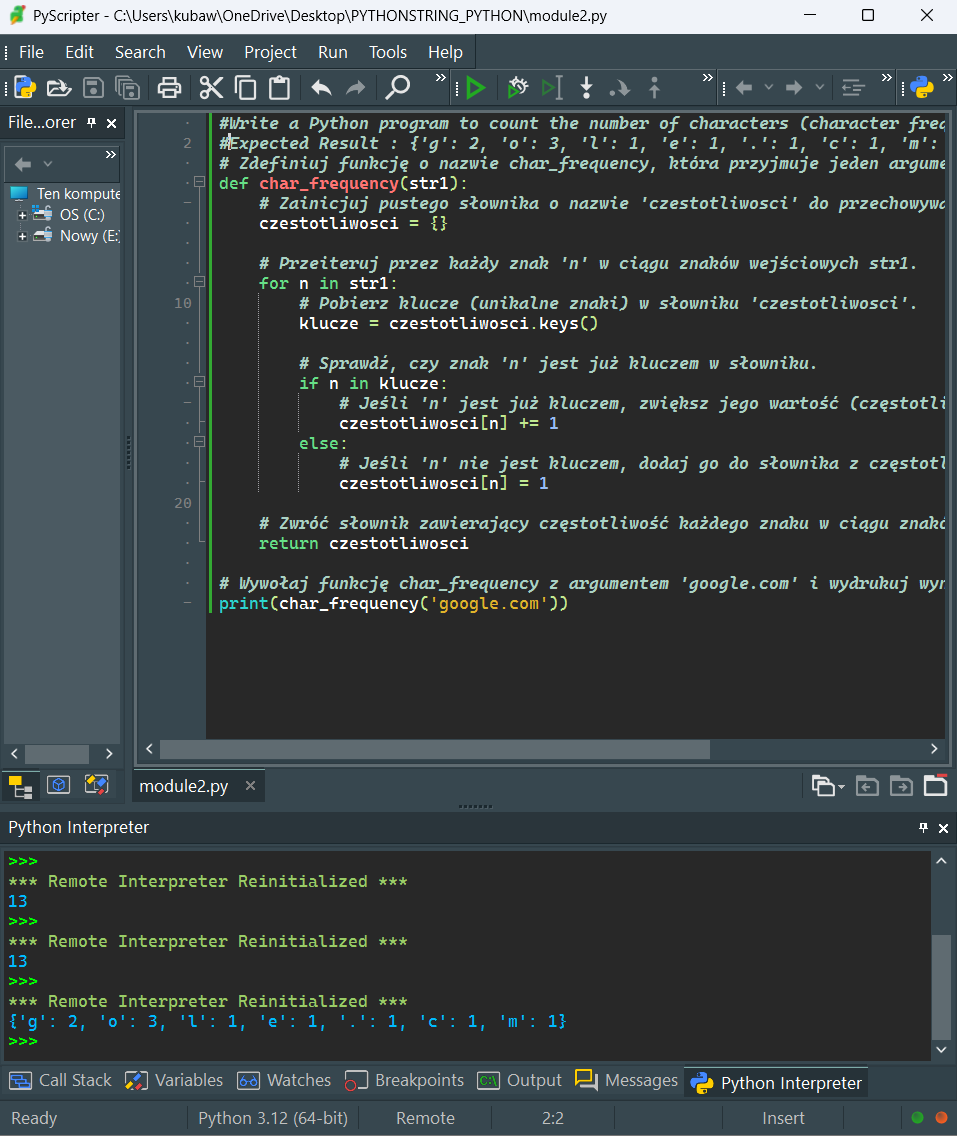 PyScripter - C:\Users\kubaw\OneDrive\Desktop\PYTHONSTRING_PYTHON\module2.py
File Edit Search View Project Run Tools Help
File...orer
Ten kompute
OS (C:)
Nowy (E:
#Write a Python program to count the number of characters (character freq
2 #Expected Result : {'g': 2, 'o': 3, 'l': 1, 'e': 1, '.': 1, 'c': 1, 'm':
# Zdefiniuj funkcję o nazwie char_frequency, która przyjmuje jeden argume
def char_frequency(str1):
# Zainicjuj pustego słownika o nazwie 'czestotliwosci' do przechowywa
czestotliwosci = {}
# Przeiteruj przez każdy znak 'n' w ciągu znaków wejściowych str1.
for n in str1:
10 # Pobierz klucze (unikalne znaki) w słowniku 'czestotliwosci'.
klucze = czestotliwosci.keys()
# Sprawdź, czy znak 'n' jest już kluczem w słowniku.
if n in klucze:
# Jeśli 'n' jest już kluczem, zwiększ jego wartość (częstotli
czestotliwosci[n] += 1
else:
# Jeśli 'n' nie jest kluczem, dodaj go do słownika z częstotl
czestotliwosci[n] = 1
20
# Zwróć słownik zawierający częstotliwość każdego znaku w ciągu znakó
return czestotliwosci
# Wywołaj funkcję char_frequency z argumentem 'google.com' i wydrukuj wyn
print(char_frequency('google.com'))
module2.py
Python Interpreter
>>>
*** Remote Interpreter Reinitialized ***
13
>>>
*** Remote Interpreter Reinitialized ***
13
>>>
*** Remote Interpreter Reinitialized ***
{'g': 2, 'o': 3, 'l': 1, 'e': 1, '.': 1, 'c': 1, 'm': 1}
>>>
Call Stack Variables Watches Breakpoints Output Messages Python Interpreter
Ready Python 3.12 (64-bit) Remote 2:2 Insert